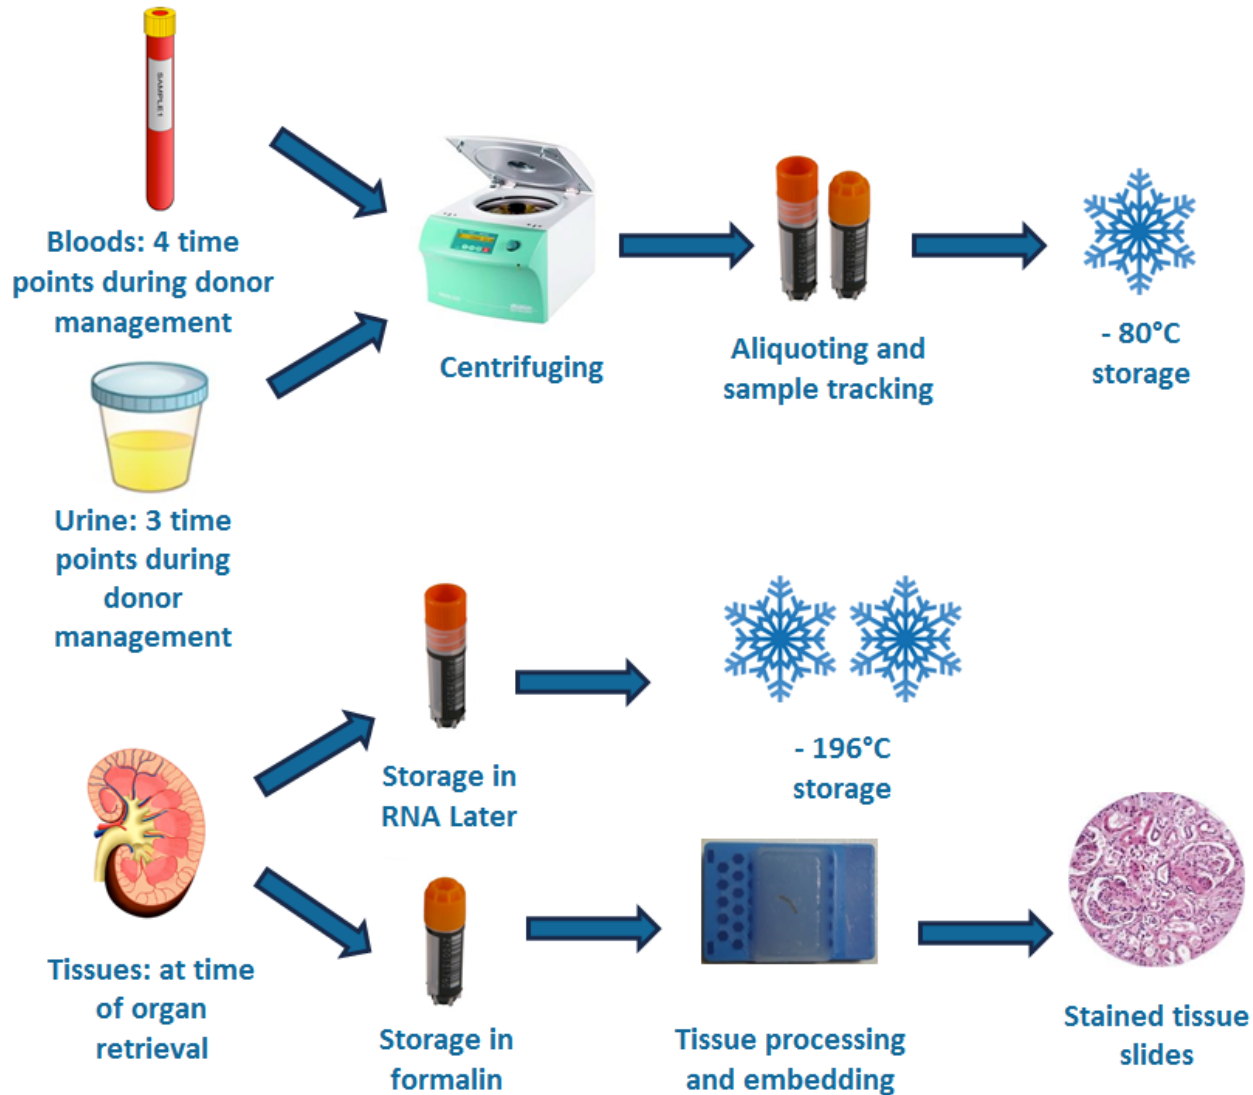 SAMPLE1
Bloods: 4 time
points during donor
management
Centrifuging
Aliquoting and
sample tracking
- 80°C
storage
Urine: 3 time
points during
donor
management
Storage in
RNA Later
- 196°C
storage
Tissues: at time
of organ
retrieval
Storage in
formalin
Tissue processing
and embedding
Stained tissue
slides